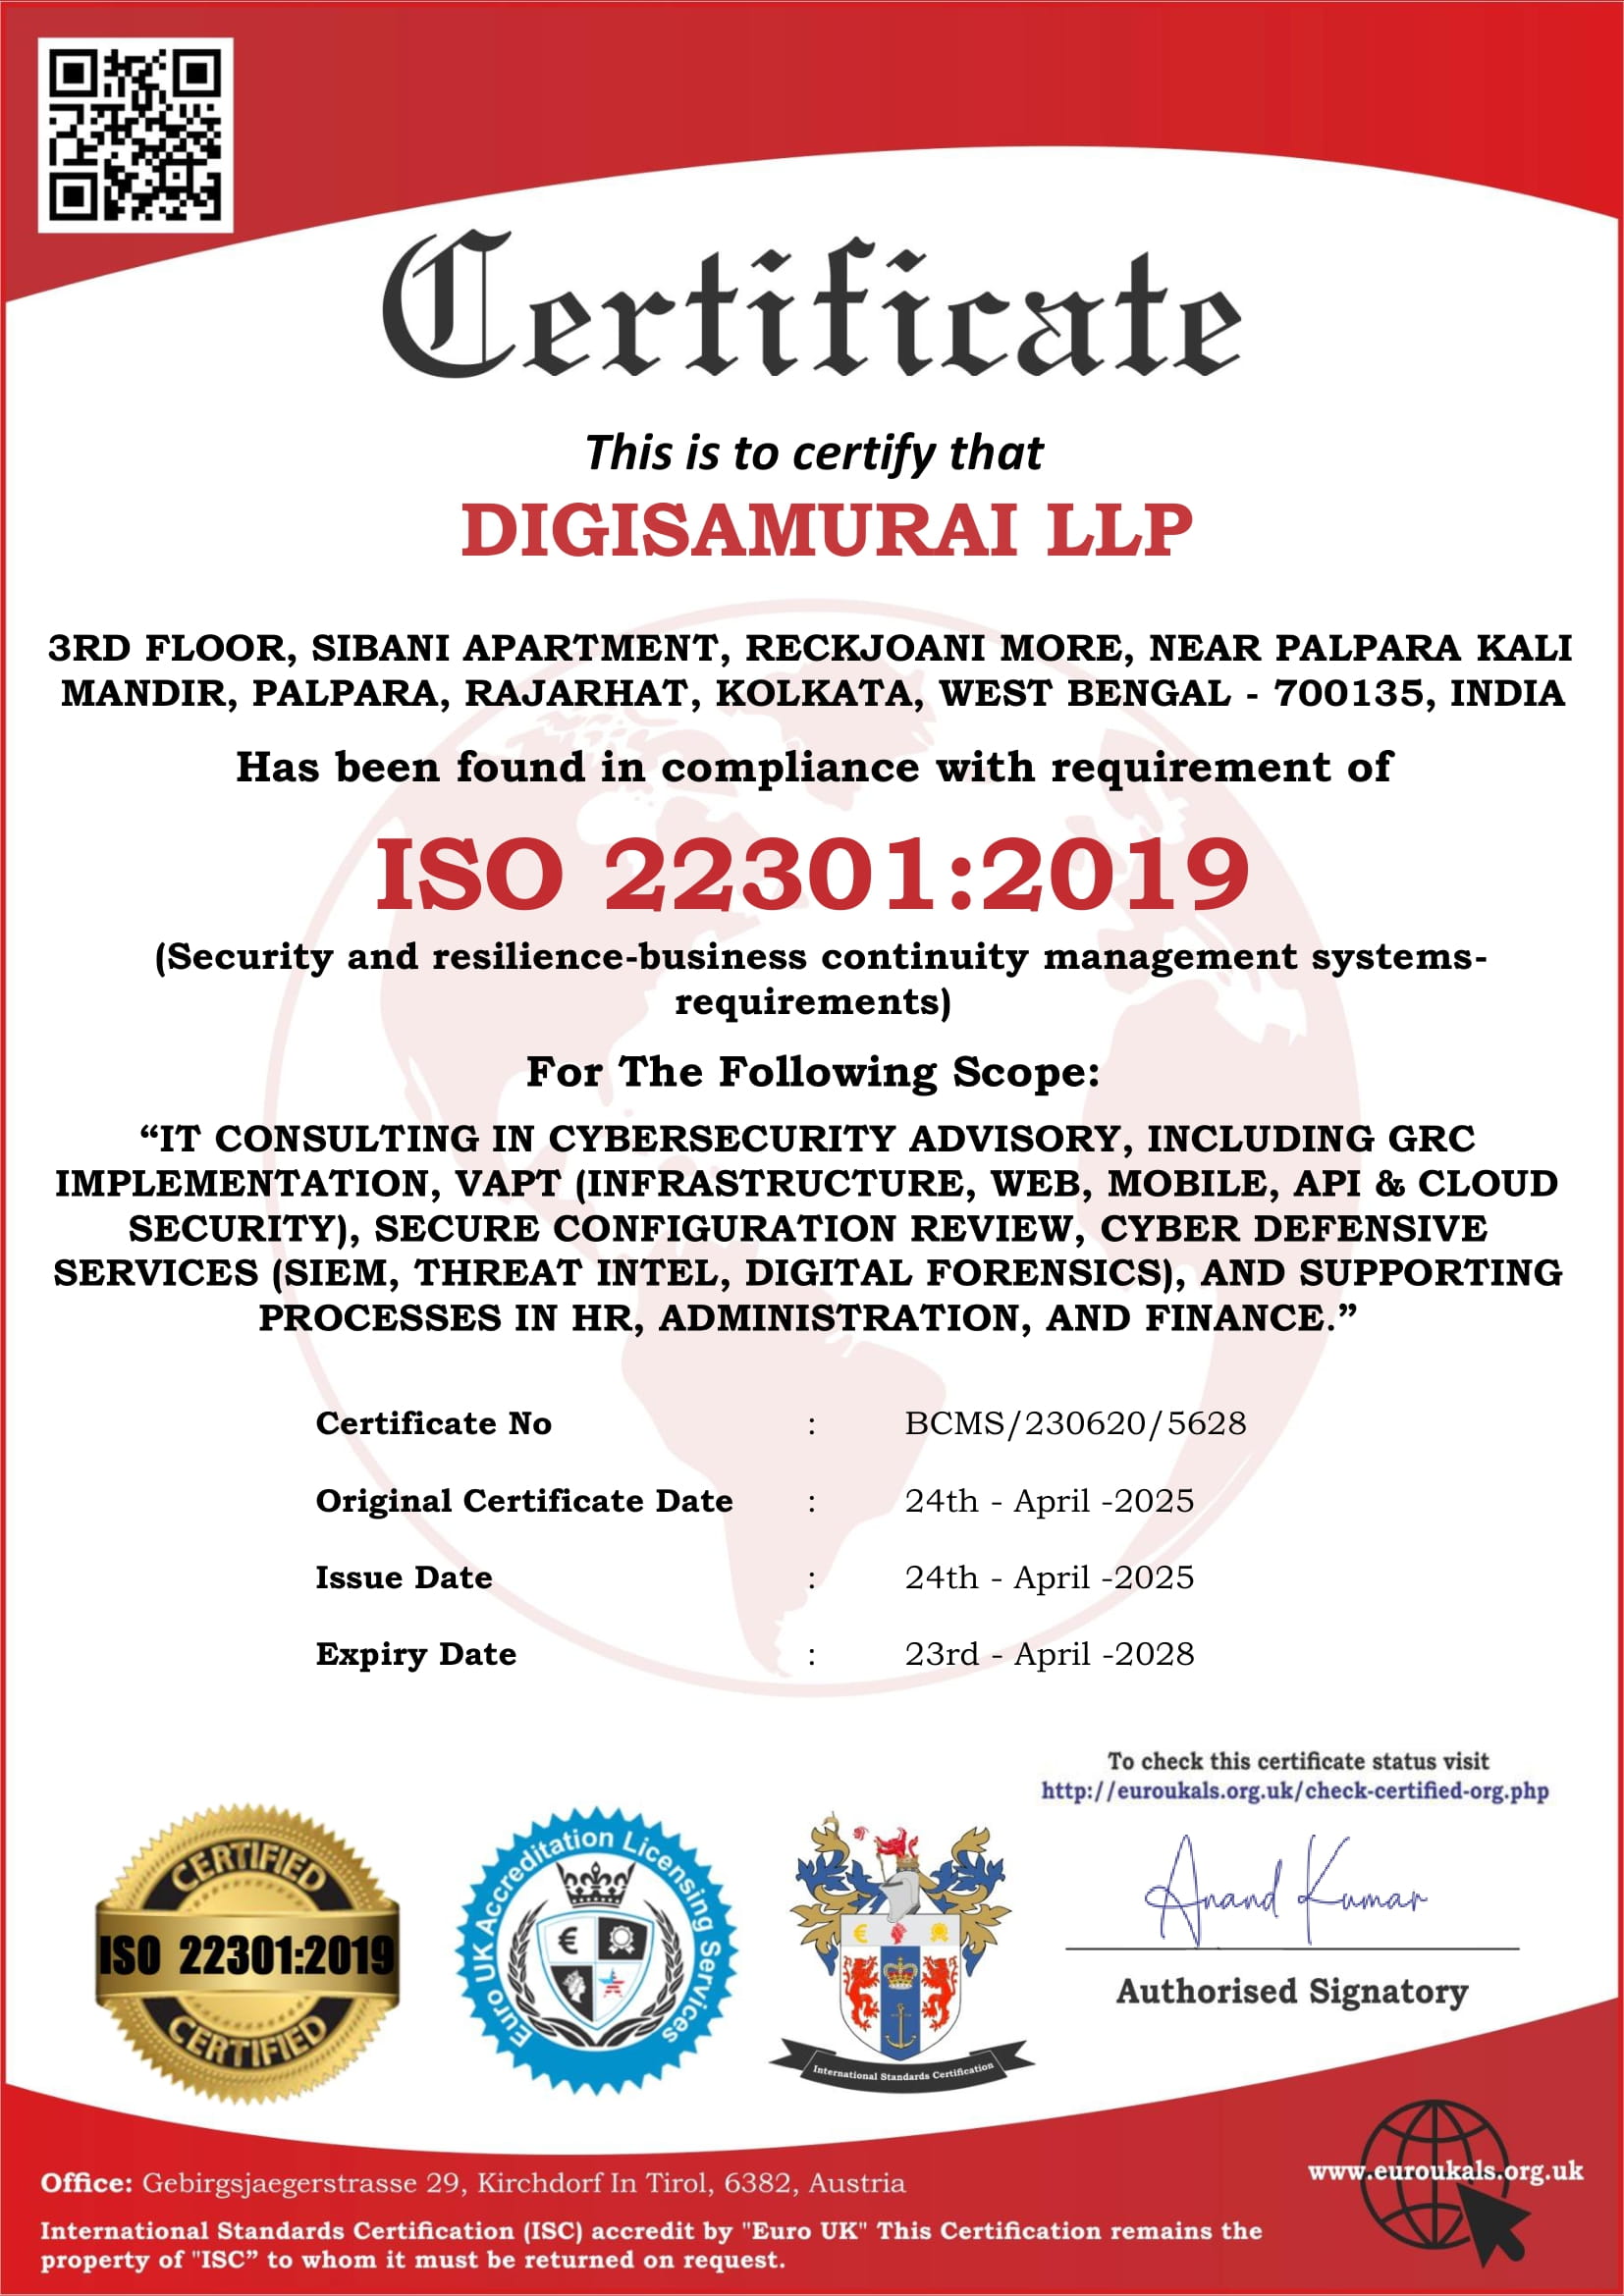 Certificate
This is to certify that
DIGISAMURAI LLP
3RD FLOOR, SIBANI APARTMENT, RECKJOANI MORE, NEAR PALPARA KALI
MANDIR, PALPARA, RAJARHAT, KOLKATA, WEST BENGAL - 700135, INDIA
Has been found in compliance with requirement of
ISO 22301:2019
(Security and resilience-business continuity management systems-
requirements)
For The Following Scope:
“IT CONSULTING IN CYBERSECURITY ADVISORY, INCLUDING GRC
IMPLEMENTATION, VAPT (INFRASTRUCTURE, WEB, MOBILE, API & CLOUD
SECURITY), SECURE CONFIGURATION REVIEW, CYBER DEFENSIVE
SERVICES (SIEM, THREAT INTEL, DIGITAL FORENSICS), AND SUPPORTING
PROCESSES IN HR, ADMINISTRATION, AND FINANCE.”
Certificate No : BCMS/230620/5628
Original Certificate Date : 24th - April -2025
Issue Date : 24th - April -2025
Expiry Date : 23rd - April -2028
To check this certificate status visit
http://euroukals.org.uk/check-certified-org.php
CERTIFIED
ISO 22301:2019
CERTIFIED
Euro UK Accreditation Licensing Services
€
€
International Standards Certification
Anand Kumar
Authorised Signatory
www.euroukals.org.uk
Office: Gebirgsjaegerstrasse 29, Kirchdorf In Tirol, 6382, Austria
International Standards Certification (ISC) accredit by "Euro UK" This Certification remains the
property of "ISC” to whom it must be returned on request.